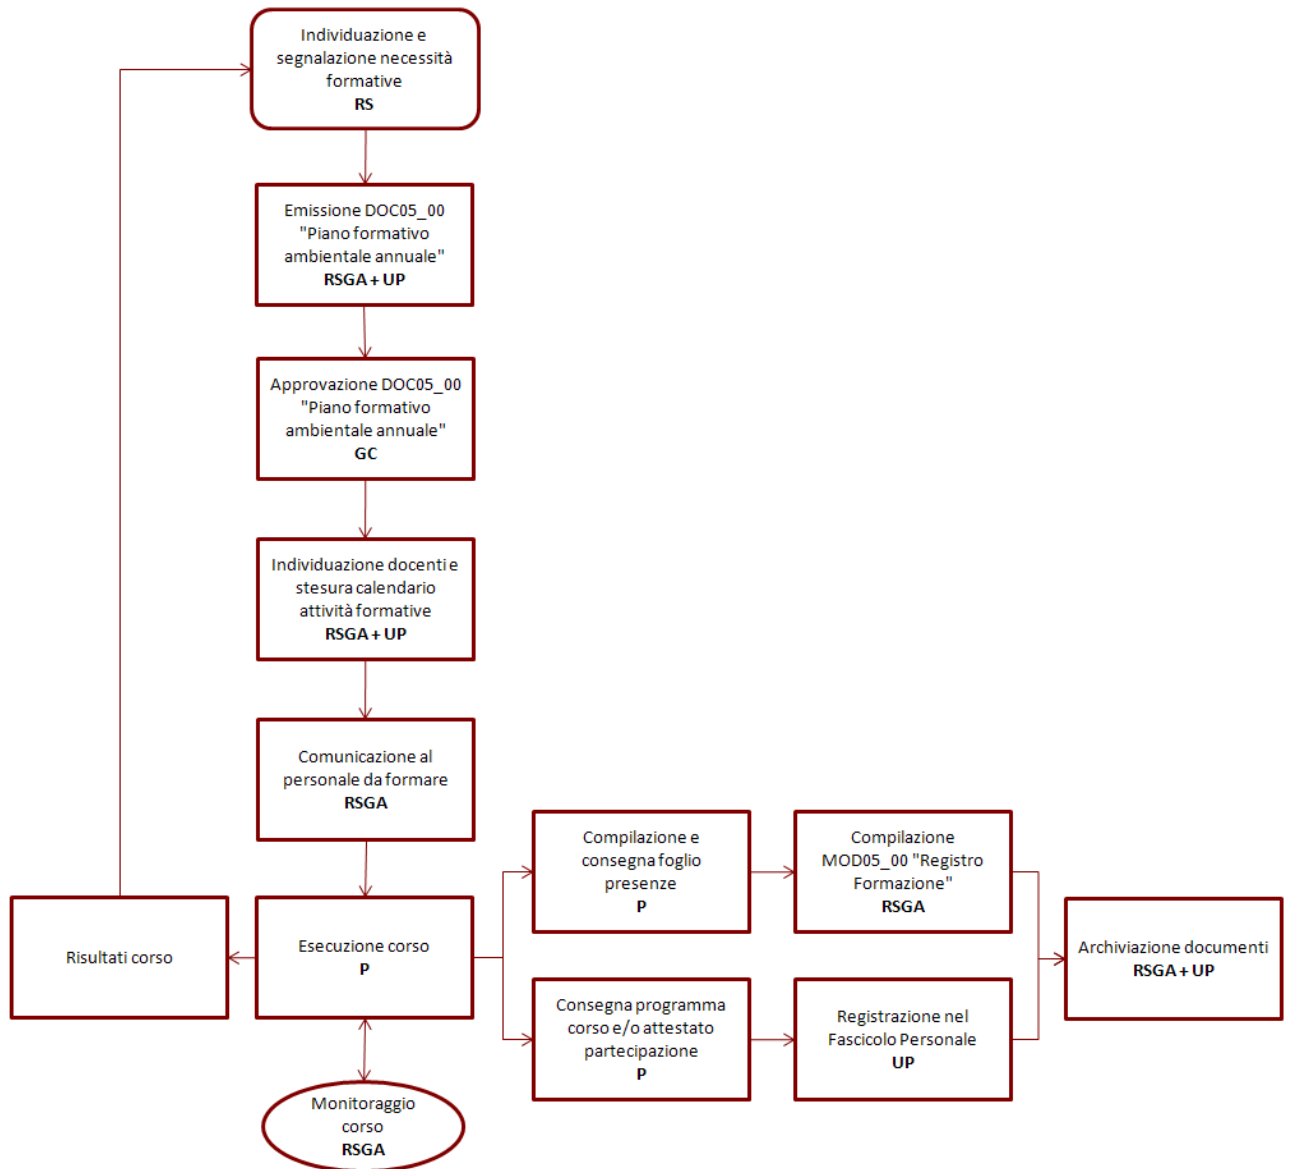 Individuazione e
segnalazione necessità
formative
RS
Emissione DOC05_00
"Piano formativo
ambientale annuale"
RSGA + UP
Approvazione DOC05_00
"Piano formativo
ambientale annuale"
GC
Individuazione docenti e
stesura calendario
attività formative
RSGA + UP
Comunicazione al
personale da formare
RSGA
Compilazione e
consegna foglio
presenze
P
Compilazione
MOD05_00 "Registro
Formazione"
RSGA
Risultati corso
Esecuzione corso
P
Archiviazione documenti
RSGA + UP
Consegna programma
corso e/o attestato
partecipazione
P
Registrazione nel
Fascicolo Personale
UP
Monitoraggio
corso
RSGA